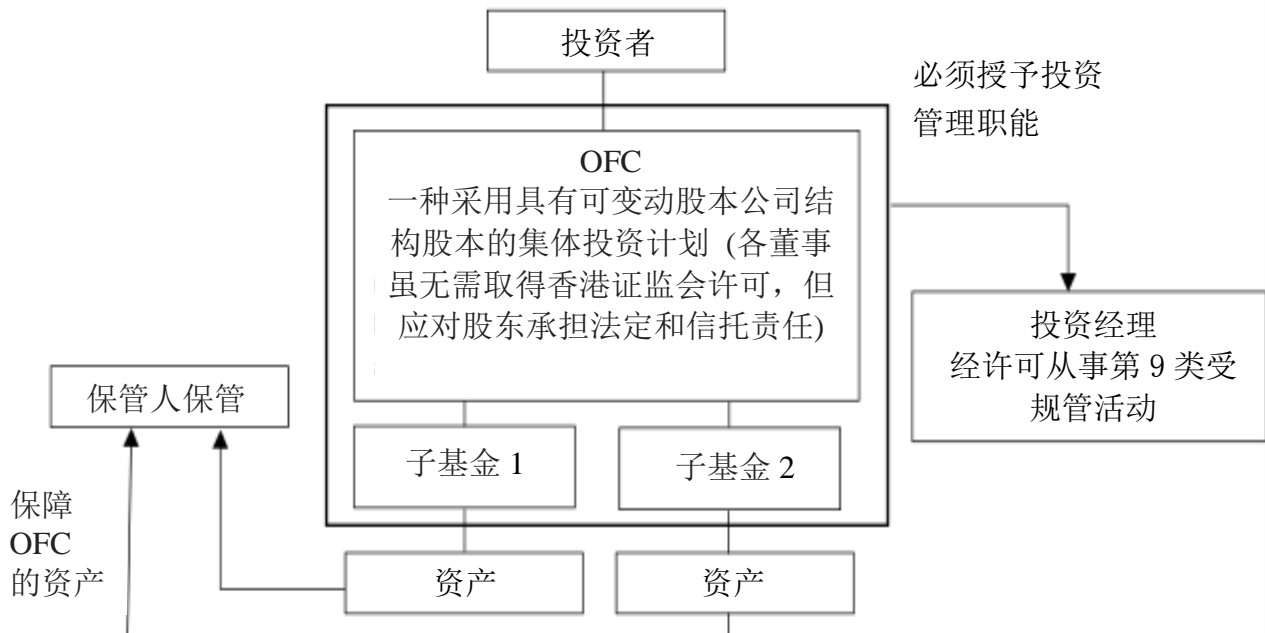 投资者
必须授予投资
管理职能
OFC
一种采用具有可变动股本公司结
构股本的集体投资计划 (各董事
虽无需取得香港证监会许可，但
应对股东承担法定和信托责任)
投资经理
经许可从事第 9 类受
规管活动
保管人保管
子基金 1
子基金 2
保障
OFC
的资产
资产
资产